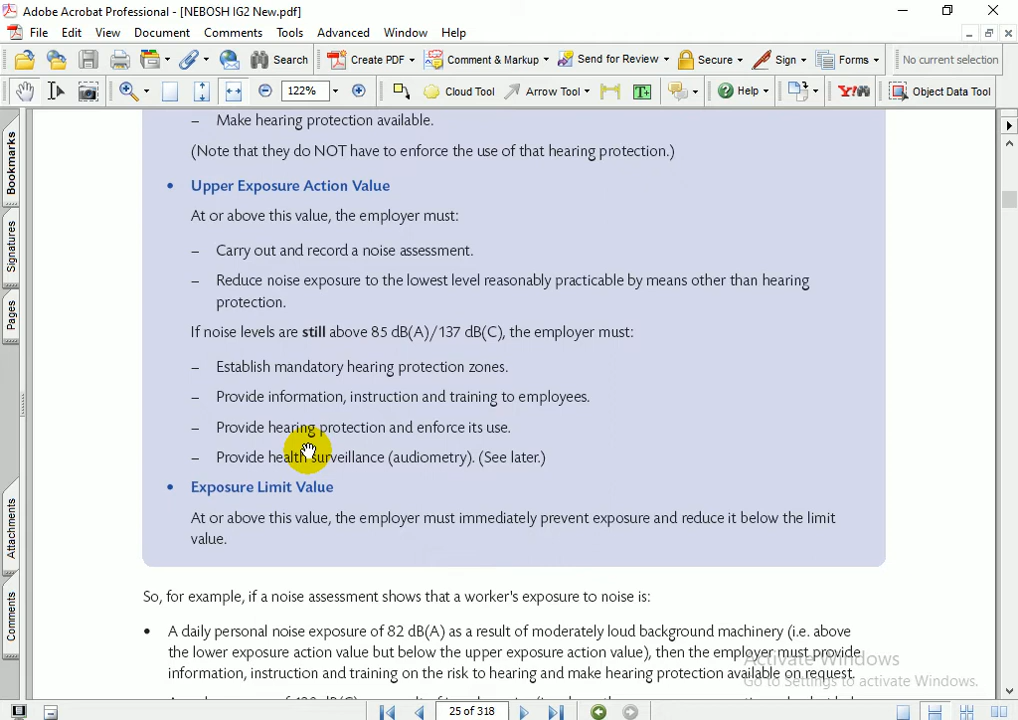 Adobe Acrobat Professional - [NEBOSH IG2 New.pdf]
File Edit View Document Comments Tools Advanced Window Help
Search Create PDF Comment & Markup Send for Review Secure Sign Forms No current selection
122% Cloud Tool Arrow Tool Help Y!! Object Data Tool
Bookmarks
Signatures
Pages
Attachments
Comments
– Make hearing protection available.
(Note that they do NOT have to enforce the use of that hearing protection.)
• Upper Exposure Action Value
At or above this value, the employer must:
– Carry out and record a noise assessment.
– Reduce noise exposure to the lowest level reasonably practicable by means other than hearing
protection.
If noise levels are still above 85 dB(A)/137 dB(C), the employer must:
– Establish mandatory hearing protection zones.
– Provide information, instruction and training to employees.
– Provide hearing protection and enforce its use.
– Provide health surveillance (audiometry). (See later.)
• Exposure Limit Value
At or above this value, the employer must immediately prevent exposure and reduce it below the limit
value.
So, for example, if a noise assessment shows that a worker's exposure to noise is:
• A daily personal noise exposure of 82 dB(A) as a result of moderately loud background machinery (i.e. above
the lower exposure action value but below the upper exposure action value), then the employer must provide
information, instruction and training on the risk to hearing and make hearing protection available on request.
Activate Windows
Go to Settings to activate Windows.
25 of 318